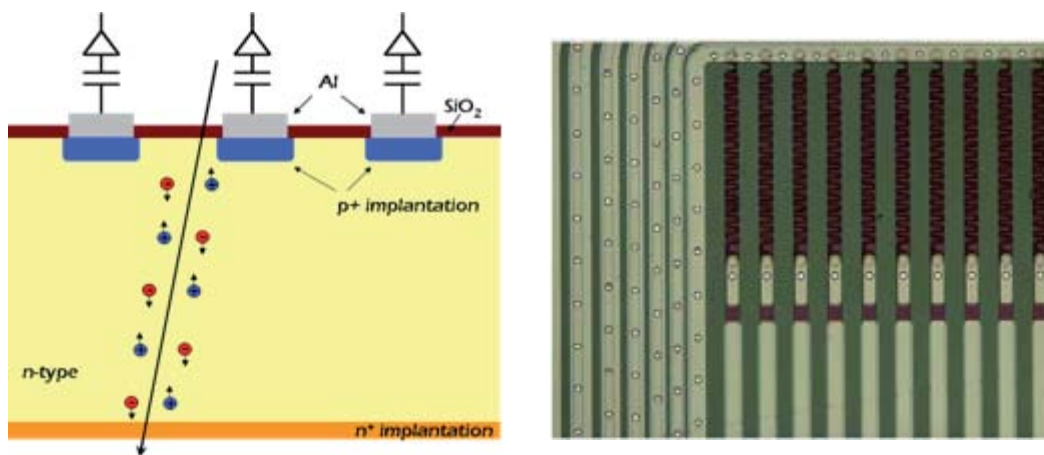 Al
SiO₂
p+ implantation
n-type
n⁺ implantation